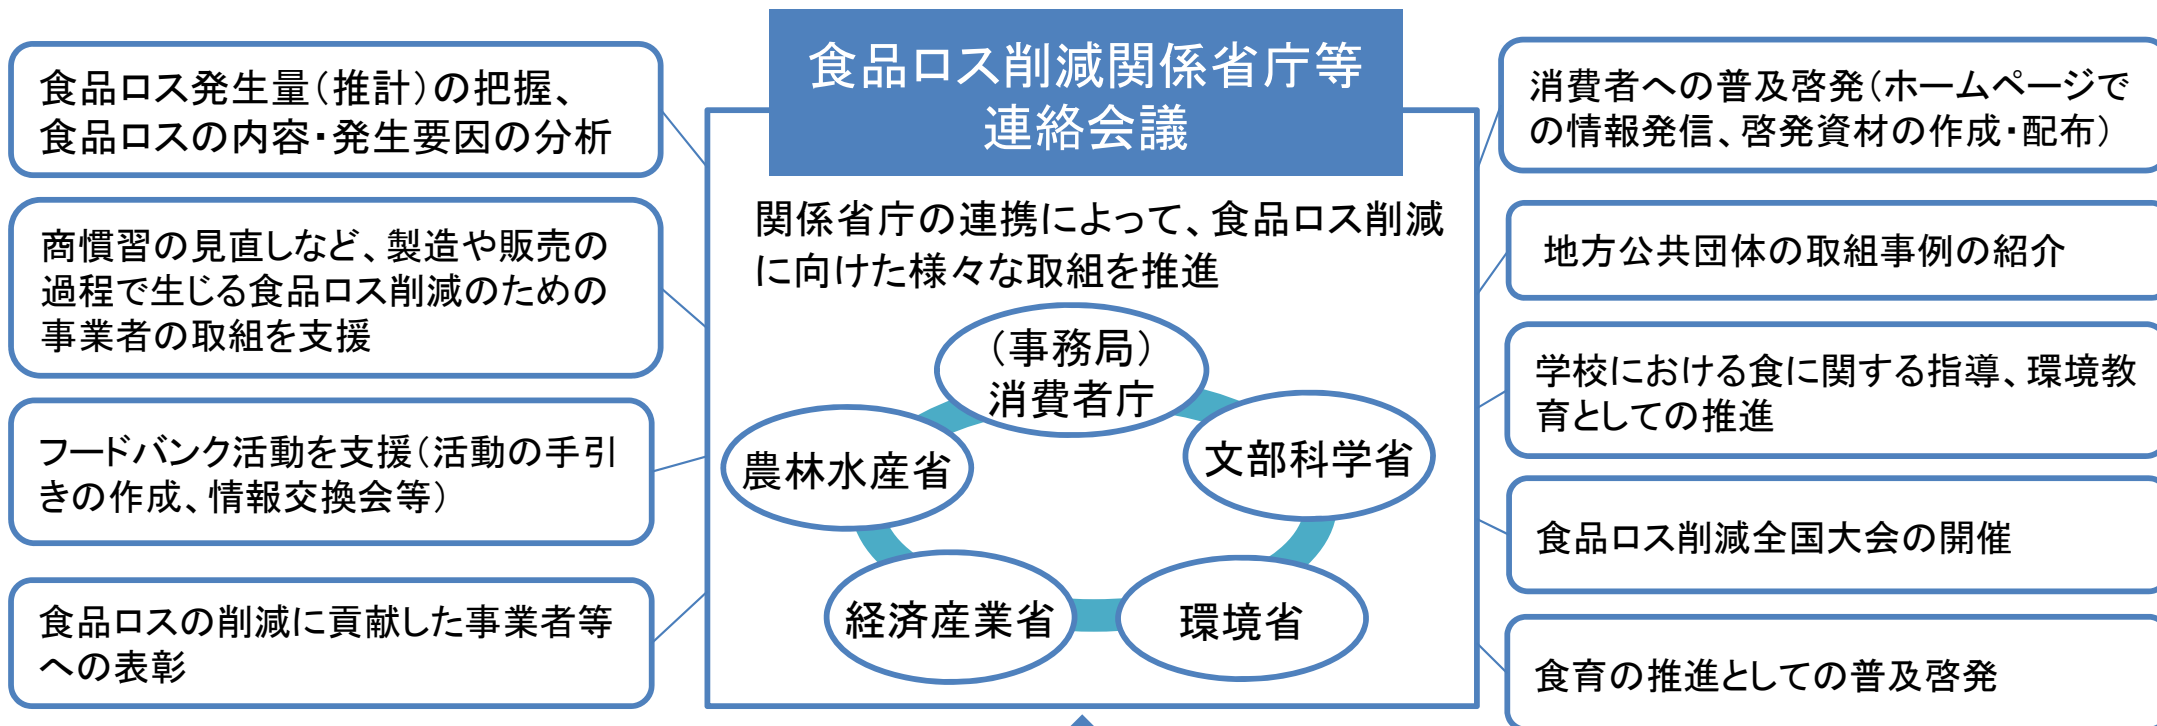 食品ロス削減関係省庁等
連絡会議
関係省庁の連携によって、食品ロス削減
に向けた様々な取組を推進
（事務局）
消費者庁
農林水産省
文部科学省
経済産業省
環境省
食品ロス発生量（推計）の把握、
食品ロスの内容・発生要因の分析
商慣習の見直しなど、製造や販売の
過程で生じる食品ロス削減のための
事業者の取組を支援
フードバンク活動を支援（活動の手引
きの作成、情報交換会等）
食品ロスの削減に貢献した事業者等
への表彰
消費者への普及啓発（ホームページで
の情報発信、啓発資材の作成・配布）
地方公共団体の取組事例の紹介
学校における食に関する指導、環境教
育としての推進
食品ロス削減全国大会の開催
食育の推進としての普及啓発